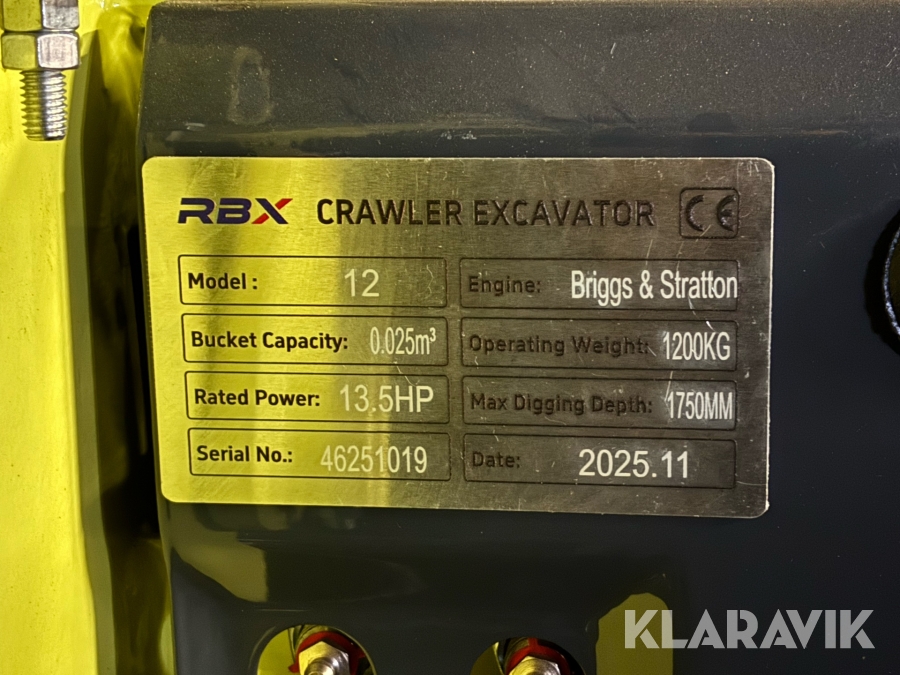 RBX CRAWLER EXCAVATOR CE
Model: 12 Engine: Briggs & Stratton
Bucket Capacity: 0.025m³ Operating Weight: 1200KG
Rated Power: 13.5HP Max Digging Depth: 1750MM
Serial No.: 46251019 Date: 2025.11
KLARAVIK